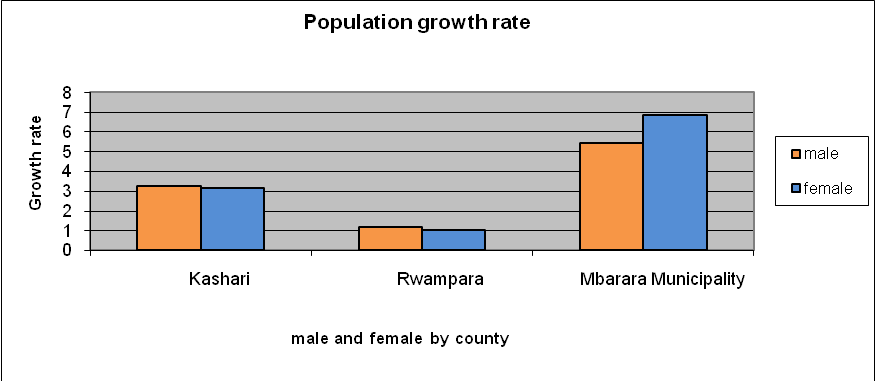 Population growth rate
Growth rate
8
7
6
5
4
3
2
1
0
Kashari Rwampara Mbarara Municipality
male and female by county
male
female